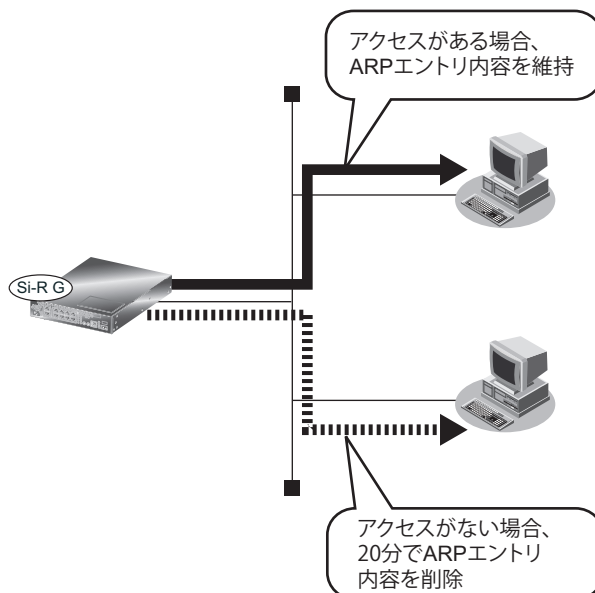 アクセスがある場合、
ARPエントリ内容を維持
Si-R G
アクセスがない場合、
20分でARPエントリ
内容を削除